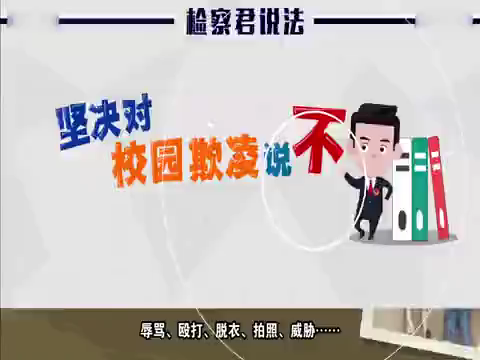 检察君说法
坚决对
校园欺凌说不
辱骂、殴打、脱衣、拍照、威胁……